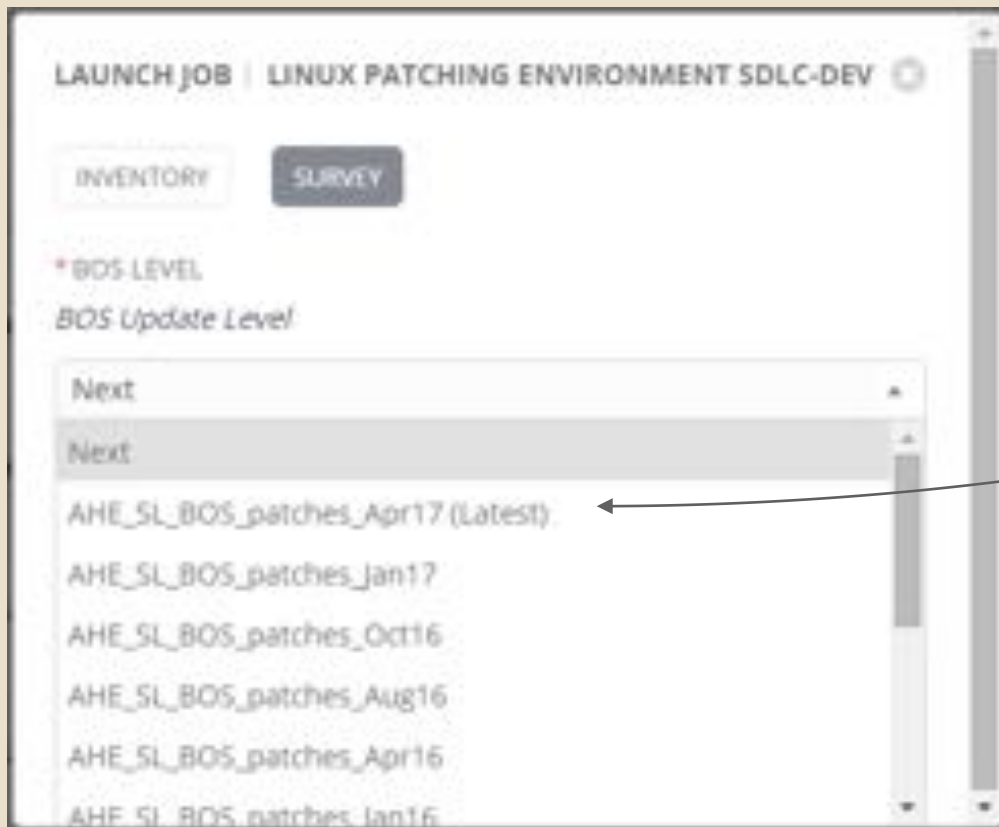 LAUNCH JOB | LINUX PATCHING ENVIRONMENT SDLC-DEV
INVENTORY SURVEY
* BOS LEVEL
BOS Update Level
Next
Next
AHE_SL_BOS_patches_Apr17 (Latest)
AHE_SL_BOS_patches_Jan17
AHE_SL_BOS_patches_Oct16
AHE_SL_BOS_patches_Aug16
AHE_SL_BOS_patches_Apr16
AHE_SL_BOS_patches_Jan16